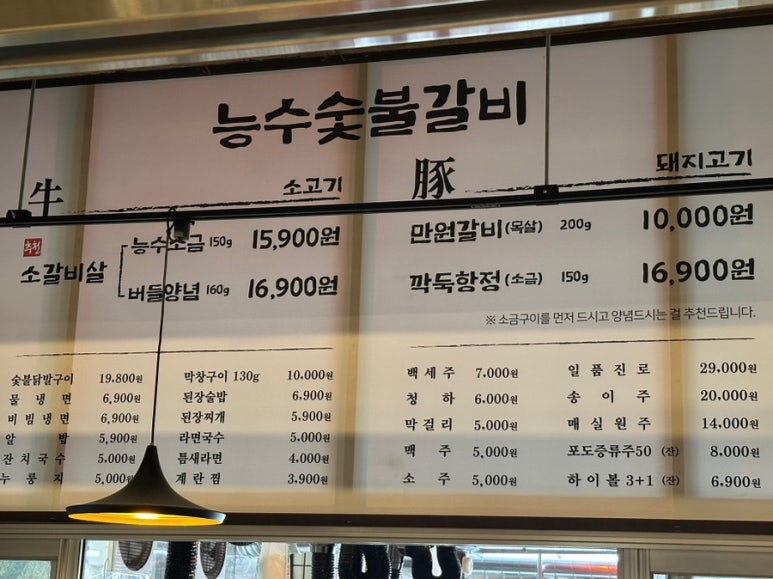 능수숯불갈비
牛 소고기
추천
소갈비살
능수소금 150g 15,900원
버들양념 160g 16,900원
豚 돼지고기
만원갈비(목살) 200g 10,000원
깍둑항정(소금) 150g 16,900원
※ 소금구이를 먼저 드시고 양념드시는 걸 추천드립니다.
숯불닭발구이 19,800원
물냉면 6,900원
비빔냉면 6,900원
알밥 5,900원
잔치국수 5,000원
누룽지 5,000원
막창구이 130g 10,000원
된장술밥 6,900원
된장찌개 5,900원
라면국수 5,000원
틈새라면 4,000원
계란찜 3,900원
백세주 7,000원
청하 6,000원
막걸리 5,000원
맥주 5,000원
소주 5,000원
일품진로 29,000원
송이주 20,000원
매실원주 14,000원
포도증류주50 (잔) 8,000원
하이볼 3+1 (잔) 6,900원